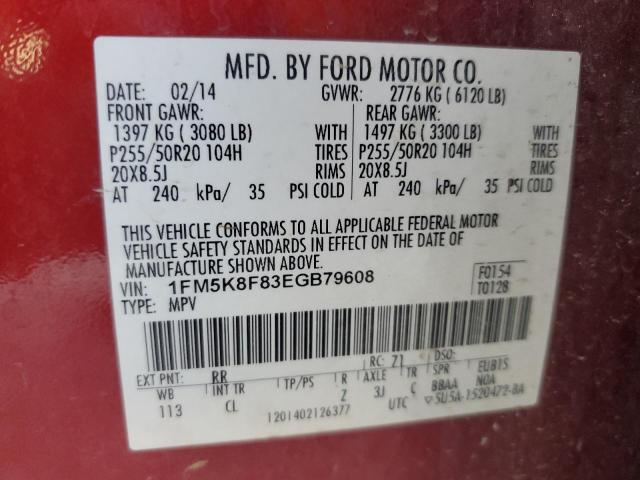 MFD. BY FORD MOTOR CO.
DATE: 02/14 GVWR: 2776 KG ( 6120 LB)
FRONT GAWR: REAR GAWR:
1397 KG ( 3080 LB) WITH 1497 KG ( 3300 LB) WITH
P255/50R20 104H TIRES P255/50R20 104H TIRES
20X8.5J RIMS 20X8.5J RIMS
AT 240 kPa/ 35 PSI COLD AT 240 kPa/ 35 PSI COLD
THIS VEHICLE CONFORMS TO ALL APPLICABLE FEDERAL MOTOR
VEHICLE SAFETY STANDARDS IN EFFECT ON THE DATE OF
MANUFACTURE SHOWN ABOVE.
VIN: 1FM5K8F83EGB79608 F0154
TYPE: MPV T0128
EXT PNT: RR RC: Z1 DSO:
WB INT TR TP/PS R AXLE TR SPR EUB1S
113 CL Z 3J C BBAA NOA
1201402126377 UTC ▽5U5A-1520472-BA